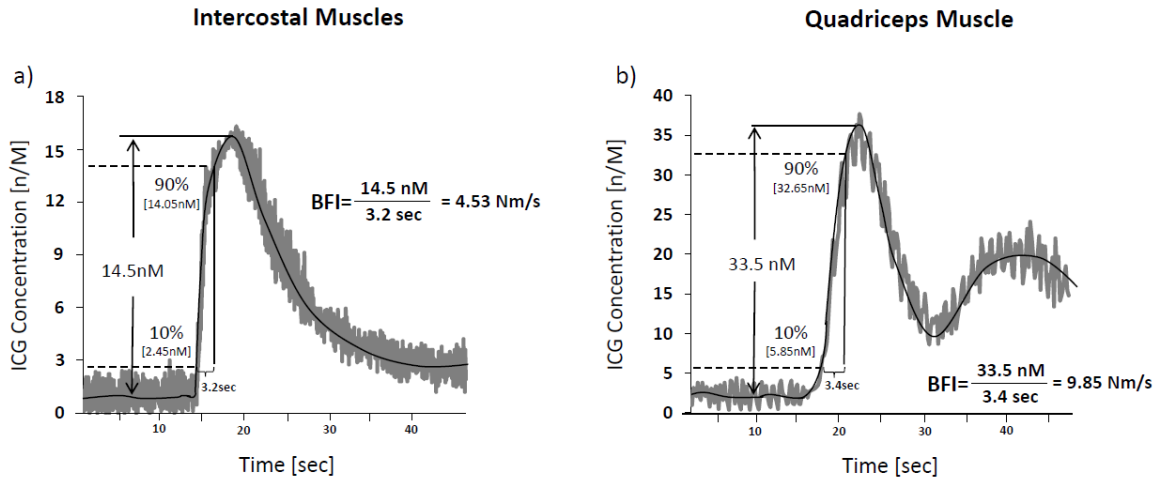 Intercostal Muscles
a)
ICG Concentration [n/M]
18
15
12
9
6
3
0
90%
[14.05nM]
14.5nM
10%
[2.45nM]
3.2sec
BFI= 14.5 nM / 3.2 sec = 4.53 Nm/s
10 20 30 40
Time [sec]
Quadriceps Muscle
b)
ICG Concentration [n/M]
40
35
30
25
20
15
10
5
0
90%
[32.65nM]
33.5 nM
10%
[5.85nM]
3.4sec
BFI= 33.5 nM / 3.4 sec = 9.85 Nm/s
10 20 30 40
Time [sec]